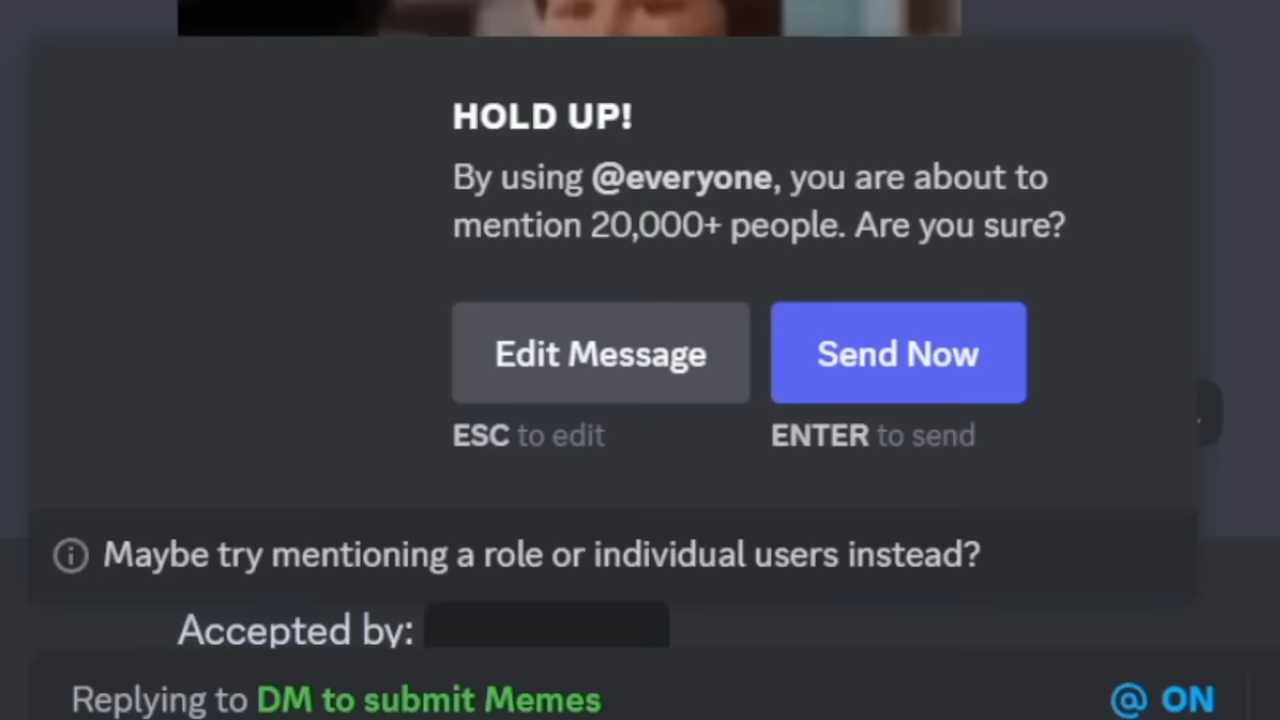 HOLD UP!
By using @everyone, you are about to
mention 20,000+ people. Are you sure?
Edit Message
Send Now
ESC to edit
ENTER to send
Maybe try mentioning a role or individual users instead?
Accepted by:
Replying to DM to submit Memes
@ ON